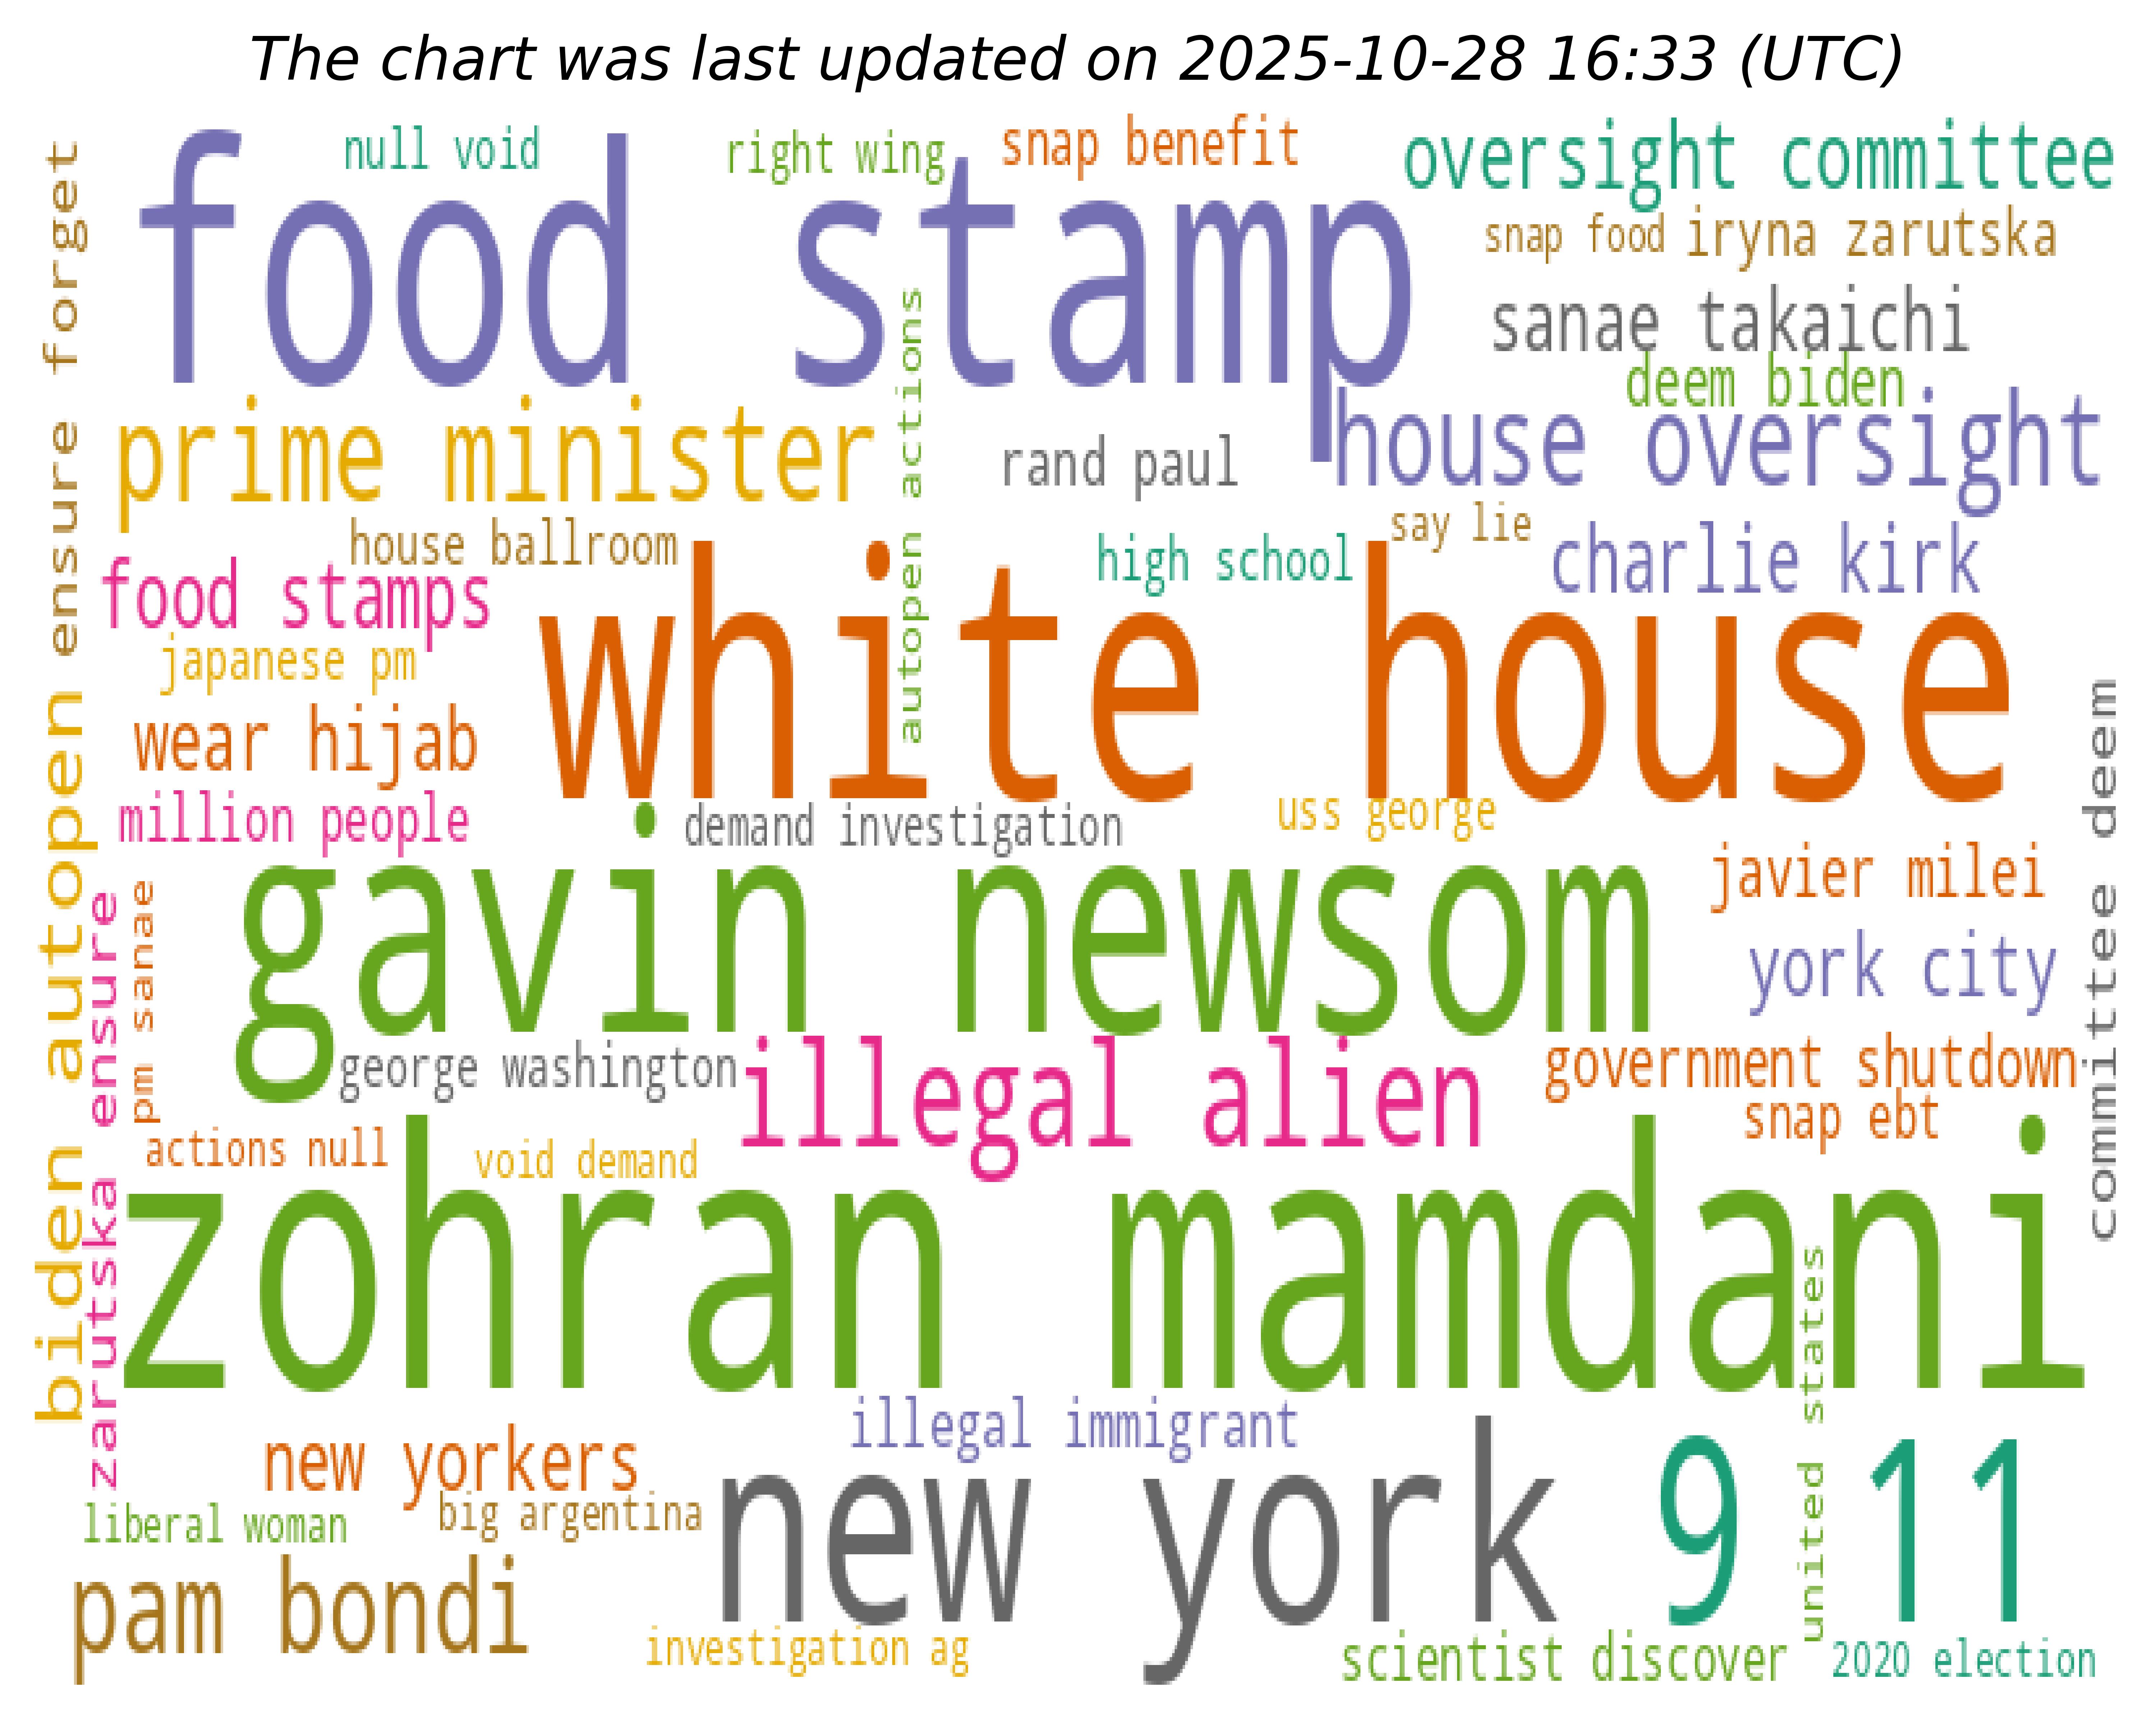 The chart was last updated on 2025-10-28 16:33 (UTC)
null void
right wing
snap benefit
oversight committee
food stamp
snap food
iryna zarutska
sanae takaichi
deem biden
ensure forget
prime minister
autopen actions
rand paul
house oversight
house ballroom
high school
say lie
charlie kirk
food stamps
white house
japanese pm
wear hijab
million people
demand investigation
uss george
committee deem
biden autopen
gavin newsom
javier milei
york city
zarutska ensure
pm sanae
george washington
illegal alien
government shutdown
snap ebt
actions null
void demand
zohran mamdani
united states
illegal immigrant
new yorkers
new york
9 11
liberal woman
big argentina
pam bondi
investigation ag
scientist discover
2020 election